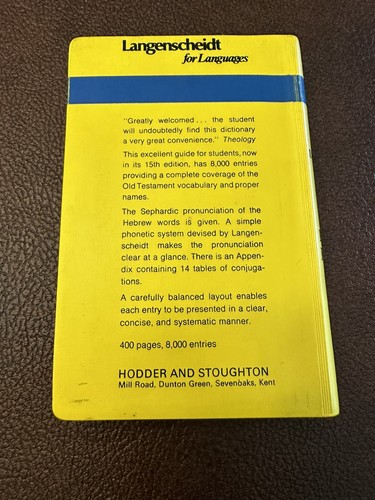 Langenscheidt
for Languages
"Greatly welcomed... the student
will undoubtedly find this dictionary
a very great convenience." Theology
This excellent guide for students, now
in its 15th edition, has 8,000 entries
providing a complete coverage of the
Old Testament vocabulary and proper
names.
The Sephardic pronunciation of the
Hebrew words is given. A simple
phonetic system devised by Langen-
scheidt makes the pronunciation
clear at a glance. There is an Appen-
dix containing 14 tables of conjuga-
tions.
A carefully balanced layout enables
each entry to be presented in a clear,
concise, and systematic manner.
400 pages, 8,000 entries
HODDER AND STOUGHTON
Mill Road, Dunton Green, Sevenoaks, Kent